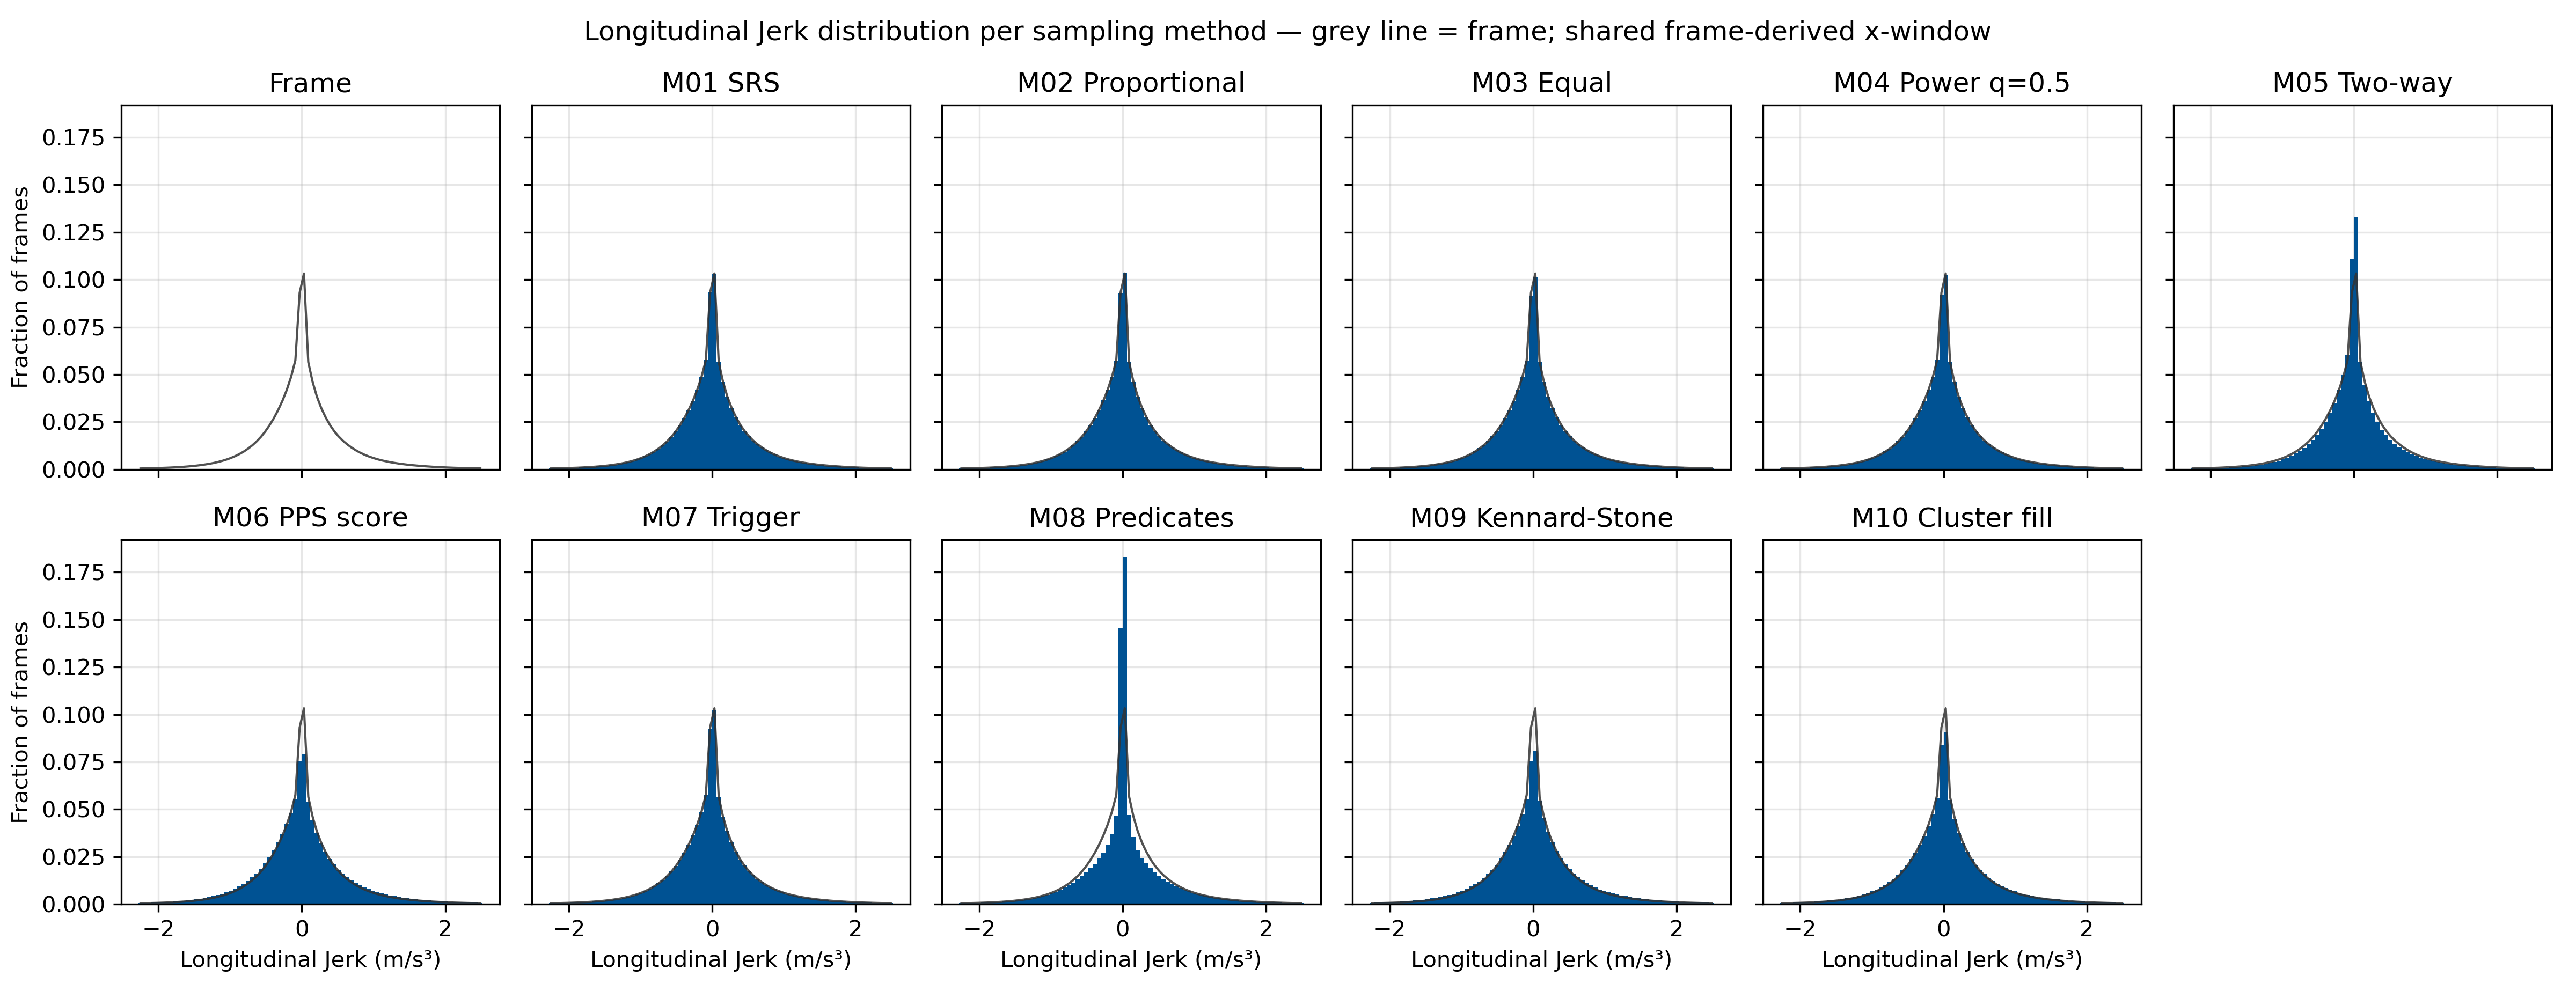 Longitudinal Jerk distribution per sampling method — grey line = frame; shared frame-derived x-window
Frame
M01 SRS
M02 Proportional
M03 Equal
M04 Power q=0.5
M05 Two-way
Fraction of frames
0.175
0.150
0.125
0.100
0.075
0.050
0.025
0.000
M06 PPS score
M07 Trigger
M08 Predicates
M09 Kennard-Stone
M10 Cluster fill
Fraction of frames
0.175
0.150
0.125
0.100
0.075
0.050
0.025
0.000
−2 0 2
−2 0 2
−2 0 2
−2 0 2
−2 0 2
Longitudinal Jerk (m/s³)
Longitudinal Jerk (m/s³)
Longitudinal Jerk (m/s³)
Longitudinal Jerk (m/s³)
Longitudinal Jerk (m/s³)